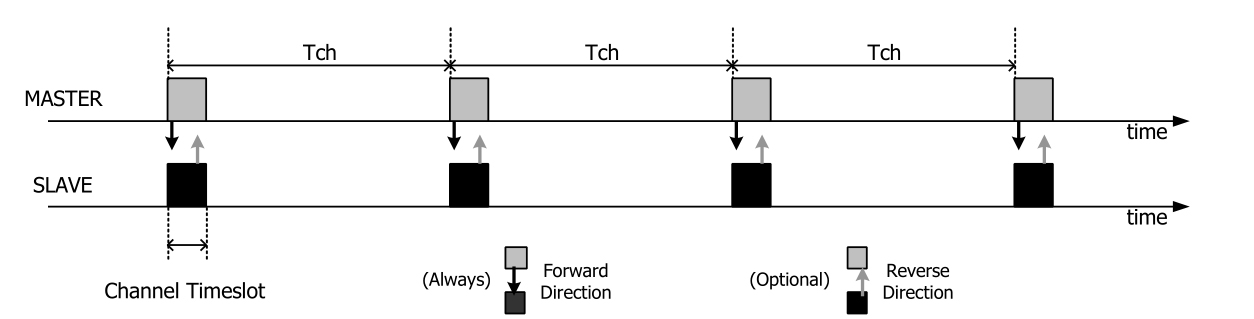 Tch Tch Tch
MASTER
time
SLAVE
time
Channel Timeslot
(Always)
Forward
Direction
(Optional)
Reverse
Direction